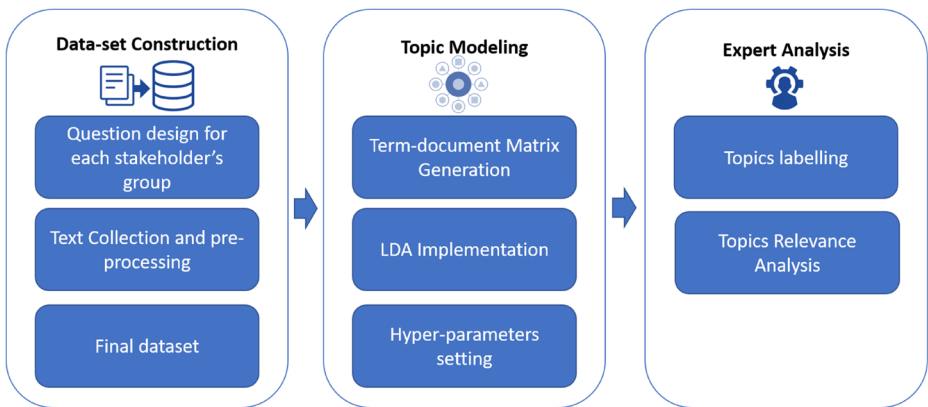 Data-set Construction
Question design for
each stakeholder's
group
Text Collection and pre-
processing
Final dataset
Topic Modeling
Term-document Matrix
Generation
LDA Implementation
Hyper-parameters
setting
Expert Analysis
Topics labelling
Topics Relevance
Analysis